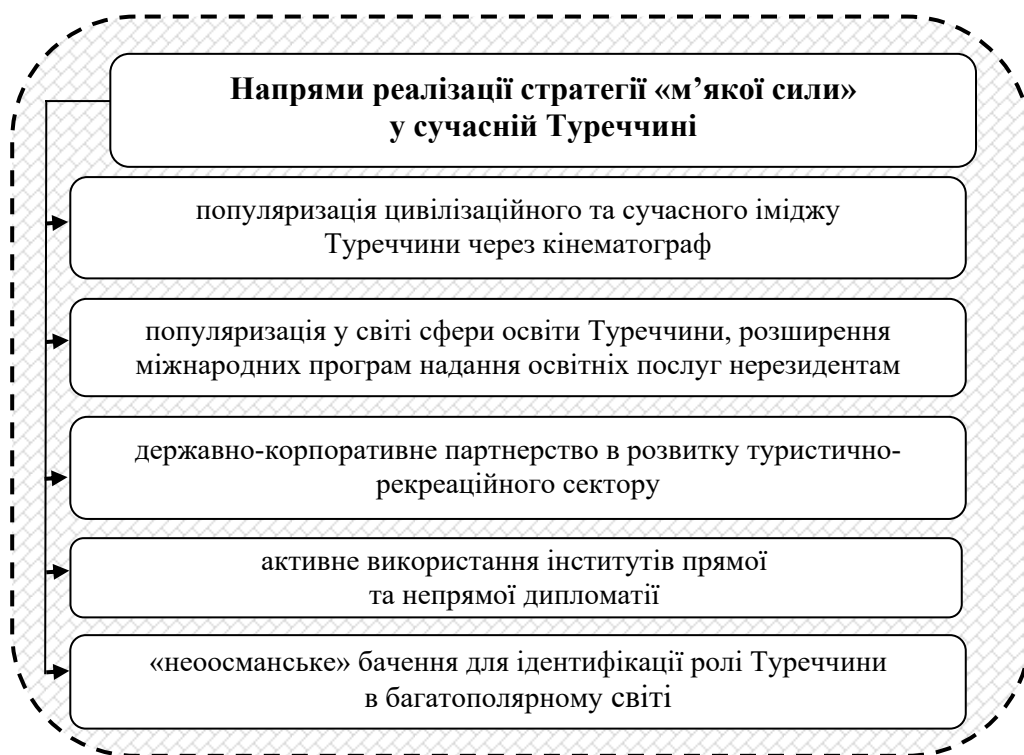 Напрями реалізації стратегії «м’якої сили»
у сучасній Туреччині
популяризація цивілізаційного та сучасного іміджу
Туреччини через кінематограф
популяризація у світі сфери освіти Туреччини, розширення
міжнародних програм надання освітніх послуг нерезидентам
державно-корпоративне партнерство в розвитку туристично-
рекреаційного сектору
активне використання інститутів прямої
та непрямої дипломатії
«неоосманське» бачення для ідентифікації ролі Туреччини
в багатополярному світі